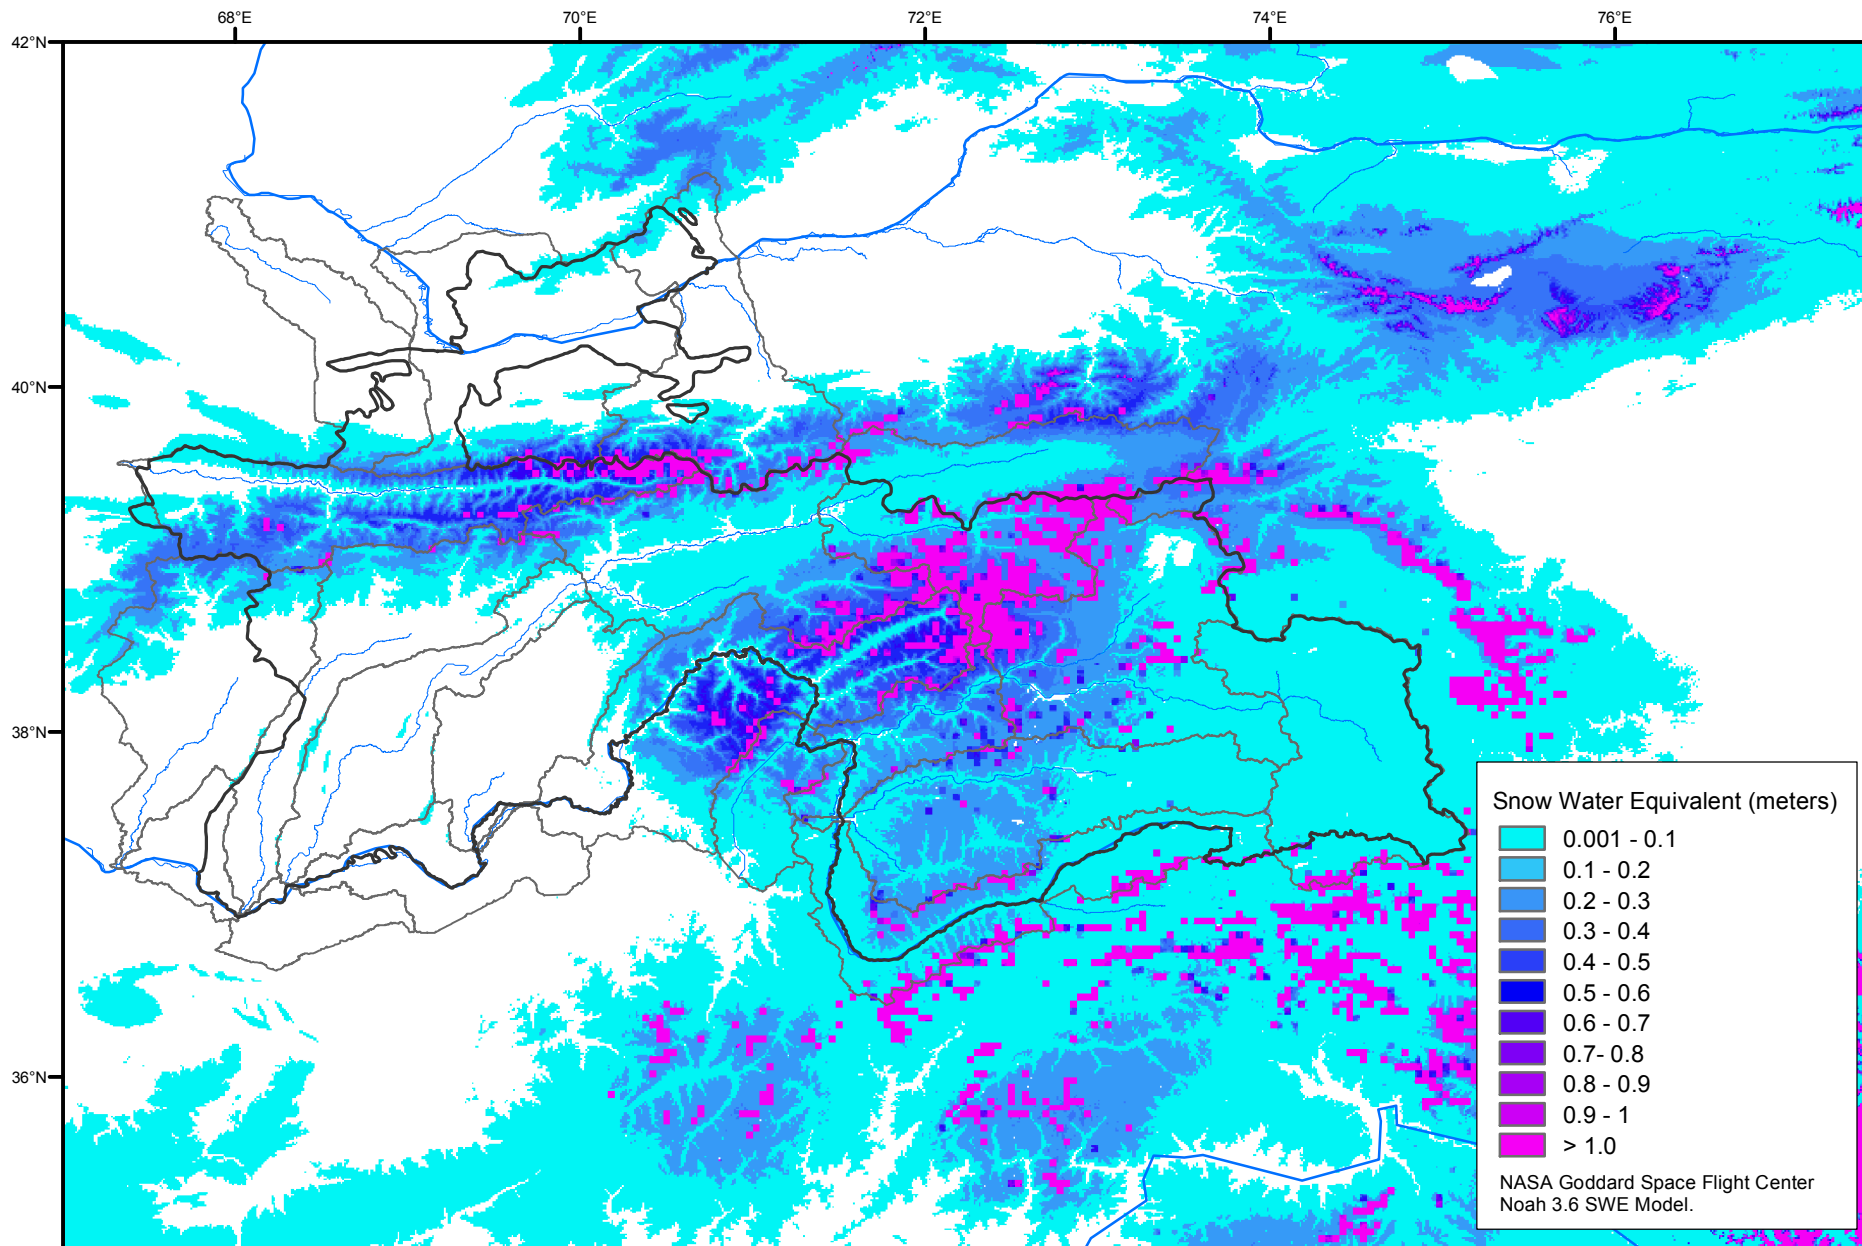 68°E 70°E 72°E 74°E 76°E
42°N
40°N
38°N
36°N
Snow Water Equivalent (meters)
0.001 - 0.1
0.1 - 0.2
0.2 - 0.3
0.3 - 0.4
0.4 - 0.5
0.5 - 0.6
0.6 - 0.7
0.7- 0.8
0.8 - 0.9
0.9 - 1
> 1.0
NASA Goddard Space Flight Center
Noah 3.6 SWE Model.